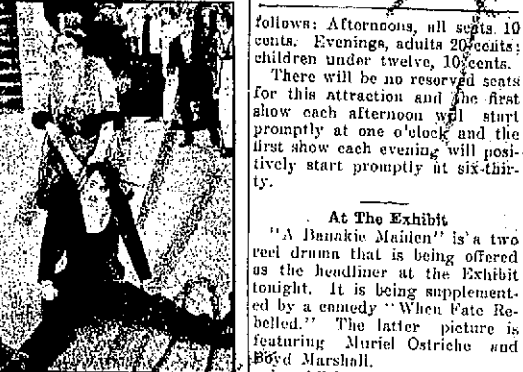 follows: Afternoons, all seats 10
cents. Evenings, adults 20 cents;
children under twelve, 10 cents.
There will be no reserved seats
for this attraction and the first
show each afternoon will start
promptly at one o'clock and the
first show each evening will posi-
tively start promptly at six-thir-
ty.
At The Exhibit
"A Banakie Maiden" is a two
reel drama that is being offered
as the headliner at the Exhibit
tonight. It is being supplement-
ed by a comedy "When Fate Re-
belled." The latter picture is
featuring Muriel Ostriche and
Boyd Marshall.